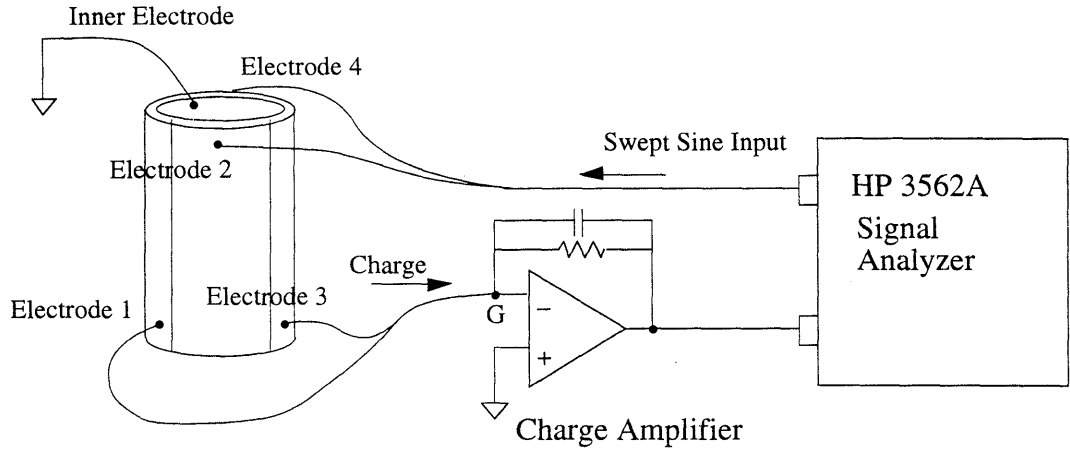 Inner Electrode
Electrode 4
Electrode 2
Swept Sine Input
HP 3562A
Signal
Analyzer
Charge
Electrode 3
Electrode 1
G
−
+
Charge Amplifier